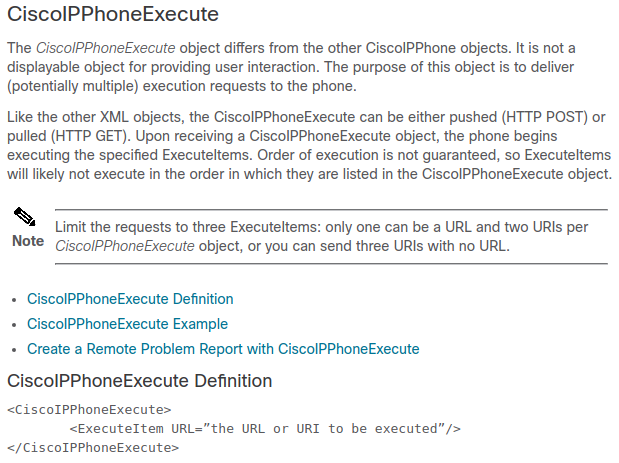 CiscoIPPhoneExecute
The CiscoIPPhoneExecute object differs from the other CiscoIPPhone objects. It is not a
displayable object for providing user interaction. The purpose of this object is to deliver
(potentially multiple) execution requests to the phone.
Like the other XML objects, the CiscoIPPhoneExecute can be either pushed (HTTP POST) or
pulled (HTTP GET). Upon receiving a CiscoIPPhoneExecute object, the phone begins
executing the specified ExecuteItems. Order of execution is not guaranteed, so ExecuteItems
will likely not execute in the order in which they are listed in the CiscoIPPhoneExecute object.
Note
Limit the requests to three ExecuteItems: only one can be a URL and two URIs per
CiscoIPPhoneExecute object, or you can send three URIs with no URL.
• CiscoIPPhoneExecute Definition
• CiscoIPPhoneExecute Example
• Create a Remote Problem Report with CiscoIPPhoneExecute
CiscoIPPhoneExecute Definition
<CiscoIPPhoneExecute>
<ExecuteItem URL=”the URL or URI to be executed”/>
</CiscoIPPhoneExecute>